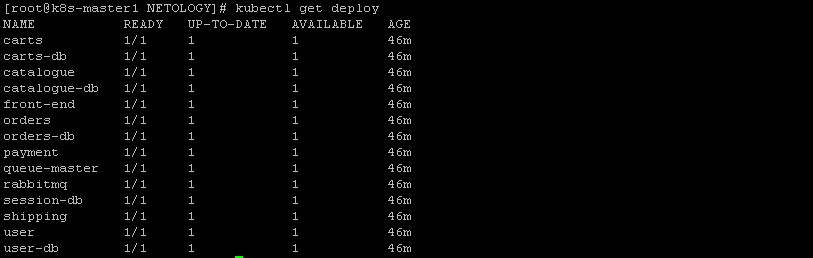 [root@k8s-master1 NETOLOGY]# kubectl get deploy
NAME           READY   UP-TO-DATE   AVAILABLE   AGE
carts          1/1     1            1           46m
carts-db       1/1     1            1           46m
catalogue      1/1     1            1           46m
catalogue-db   1/1     1            1           46m
front-end      1/1     1            1           46m
orders         1/1     1            1           46m
orders-db      1/1     1            1           46m
payment        1/1     1            1           46m
queue-master   1/1     1            1           46m
rabbitmq       1/1     1            1           46m
session-db     1/1     1            1           46m
shipping       1/1     1            1           46m
user           1/1     1            1           46m
user-db        1/1     1            1           46m